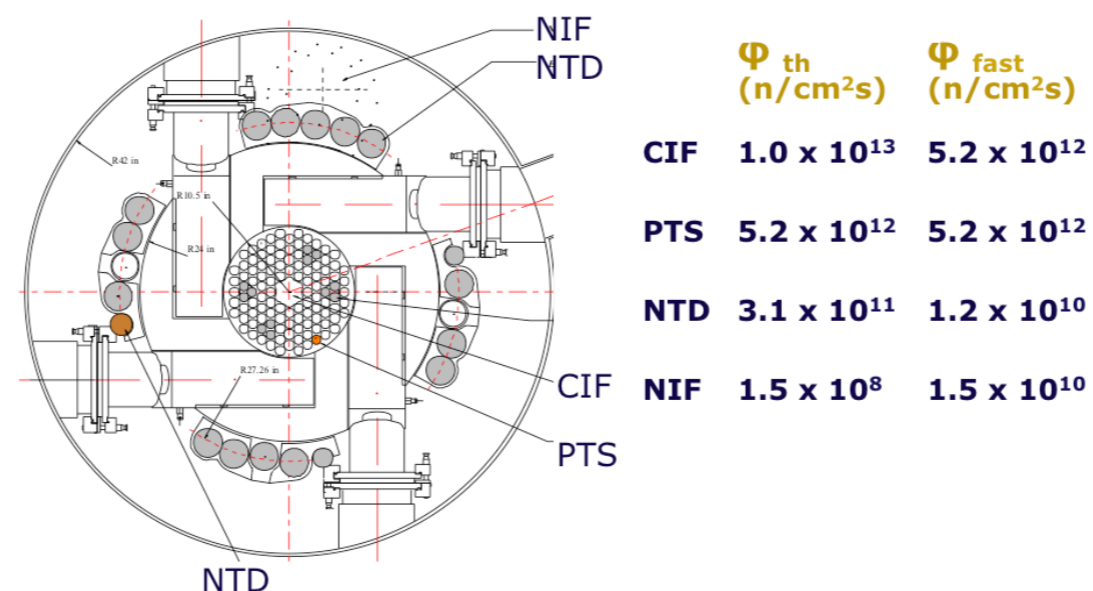 NIF
NTD
R42 in
R10.5 in
R24 in
R27.26 in
CIF
PTS
NTD
φ th φ fast
(n/cm²s) (n/cm²s)
CIF 1.0 x 10¹³ 5.2 x 10¹²
PTS 5.2 x 10¹² 5.2 x 10¹²
NTD 3.1 x 10¹¹ 1.2 x 10¹⁰
NIF 1.5 x 10⁸ 1.5 x 10¹⁰